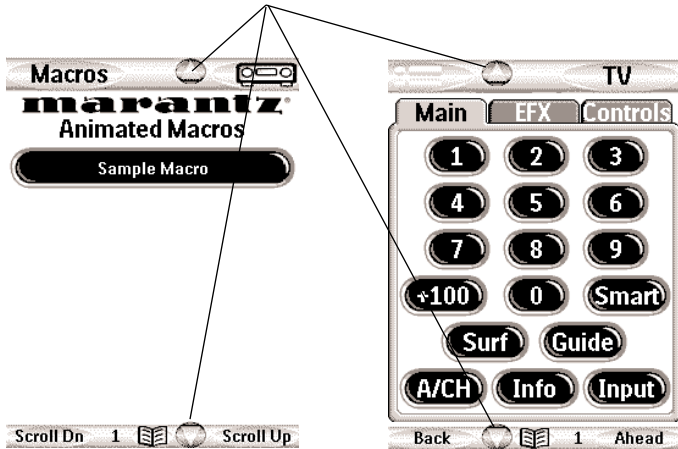 Macros
marantz
Animated Macros
Sample Macro
Scroll Dn 1 Scroll Up
TV
Main EFX Controls
1 2 3
4 5 6
7 8 9
+100 0 Smart
Surf Guide
A/CH Info Input
Back 1 Ahead